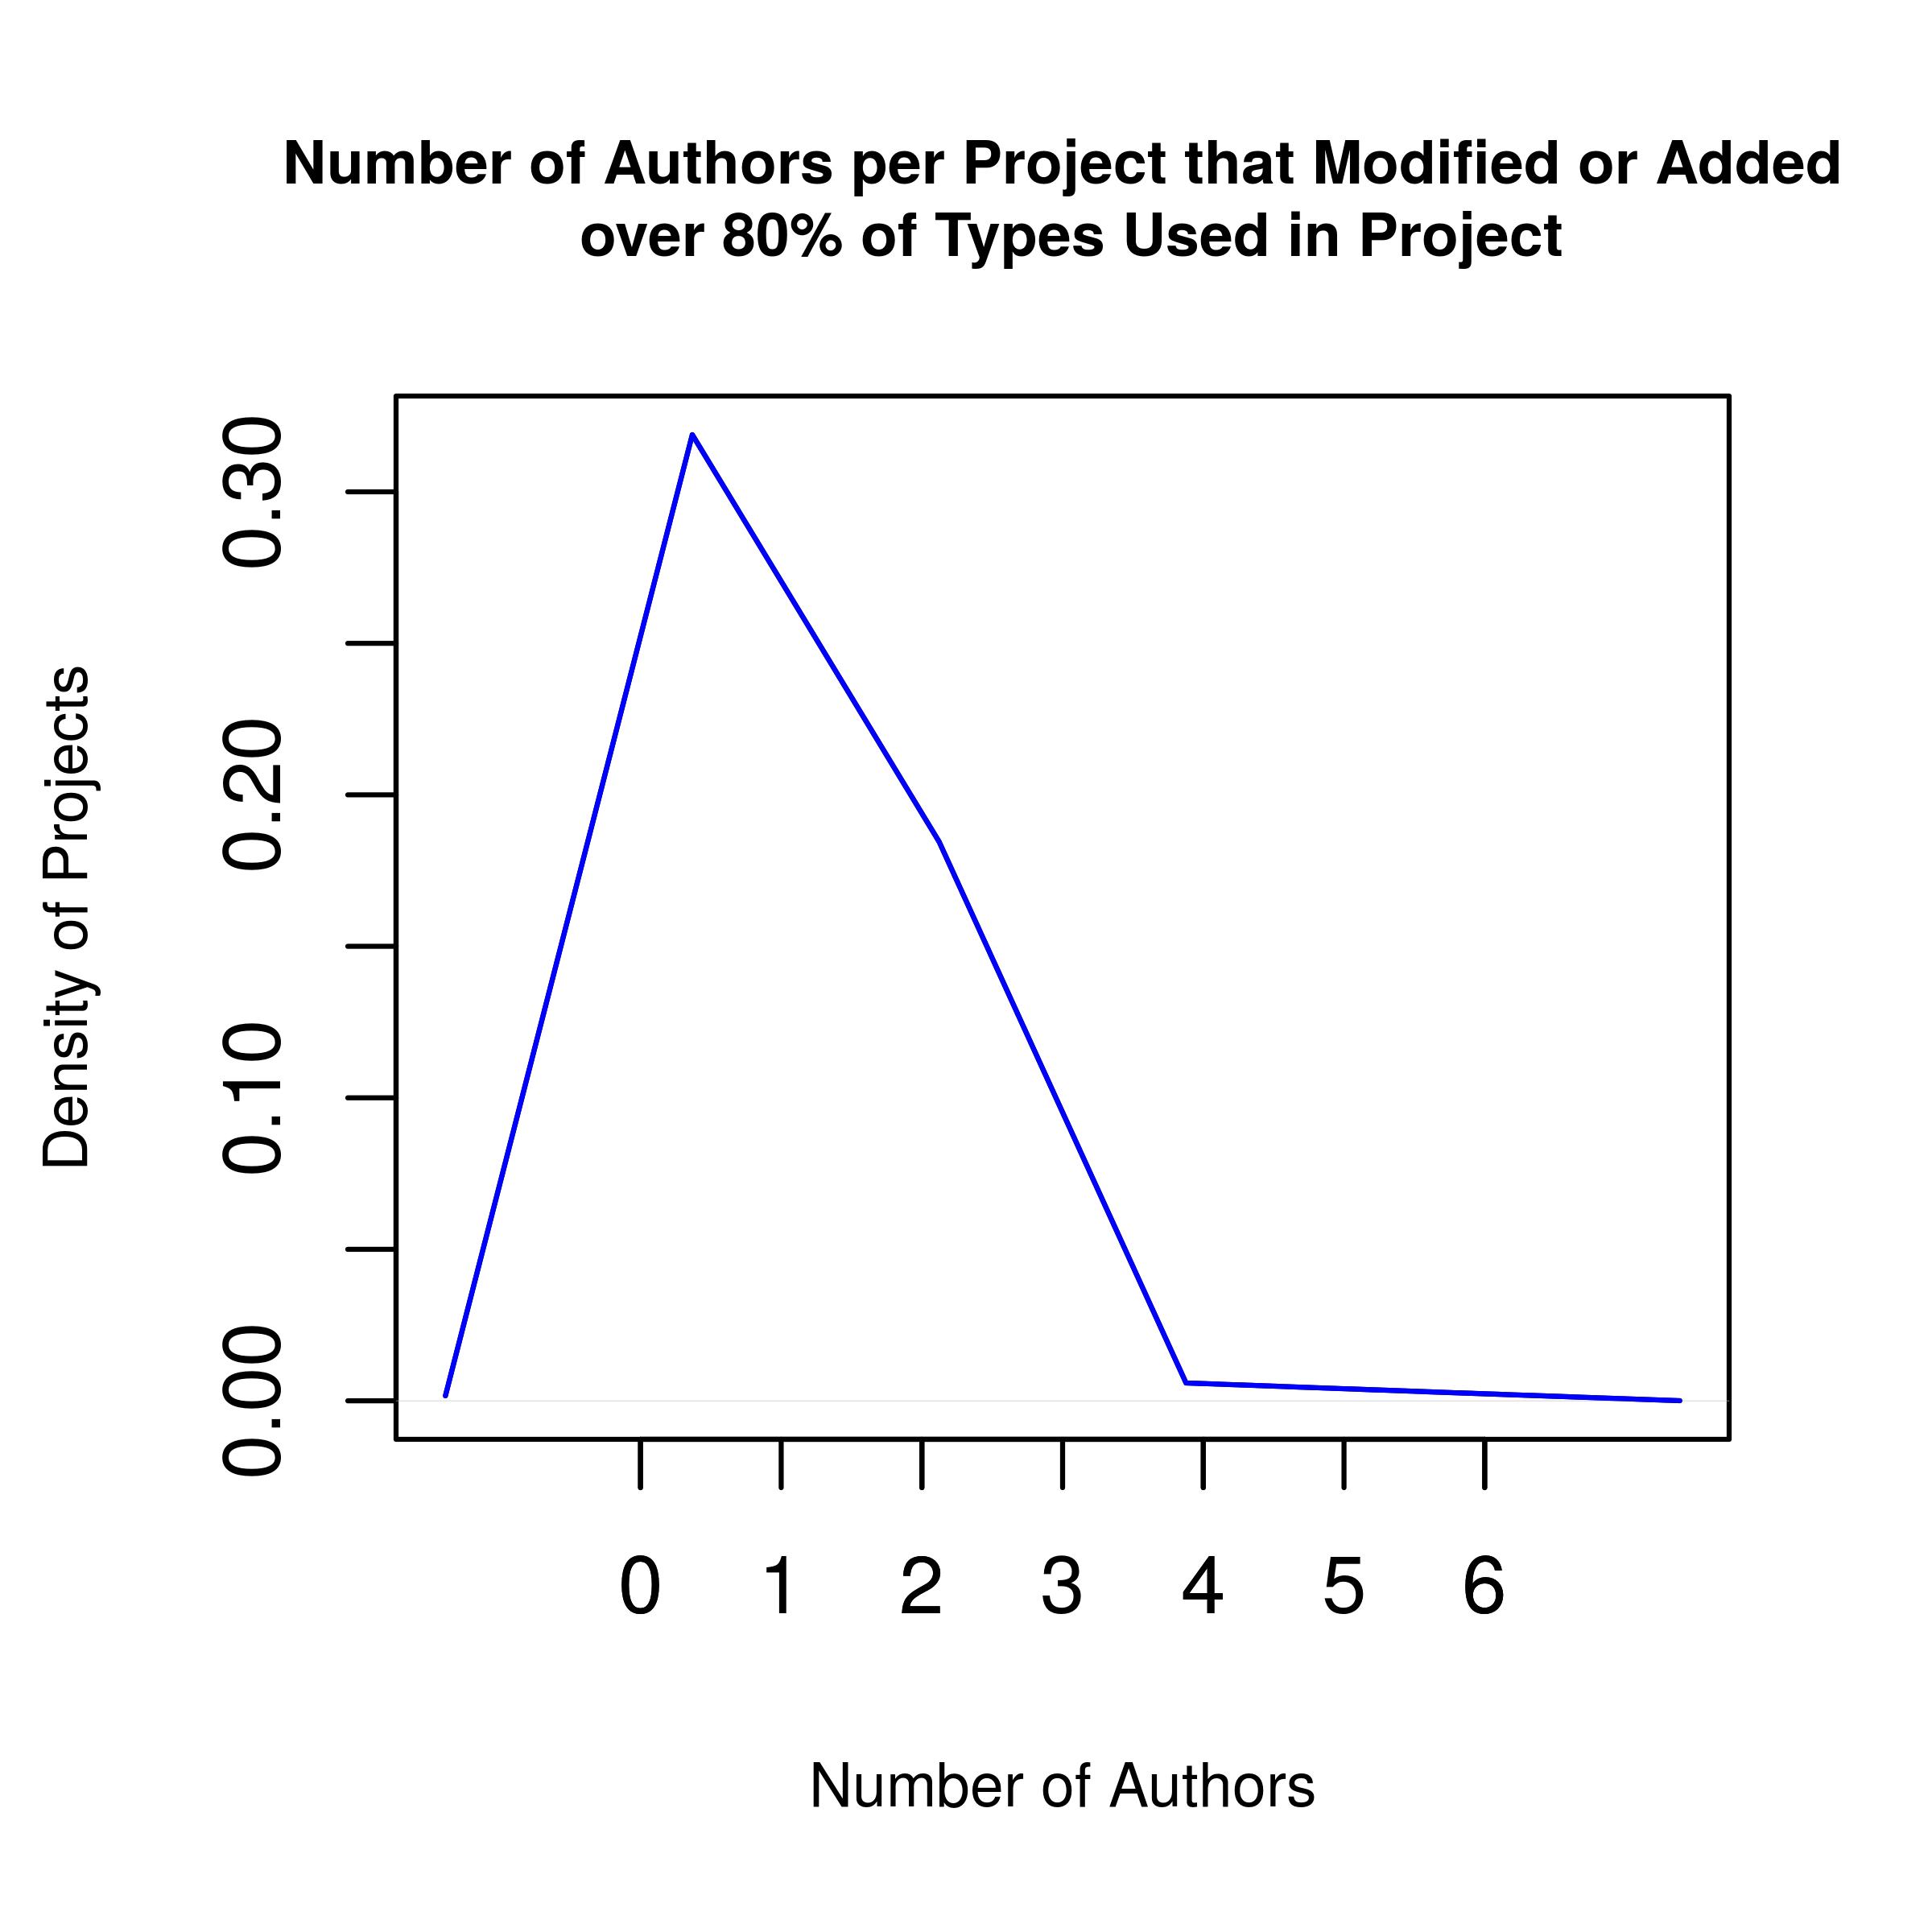 Number of Authors per Project that Modified or Added
over 80% of Types Used in Project
0.30
0.20
0.10
0.00
Density of Projects
0 1 2 3 4 5 6
Number of Authors